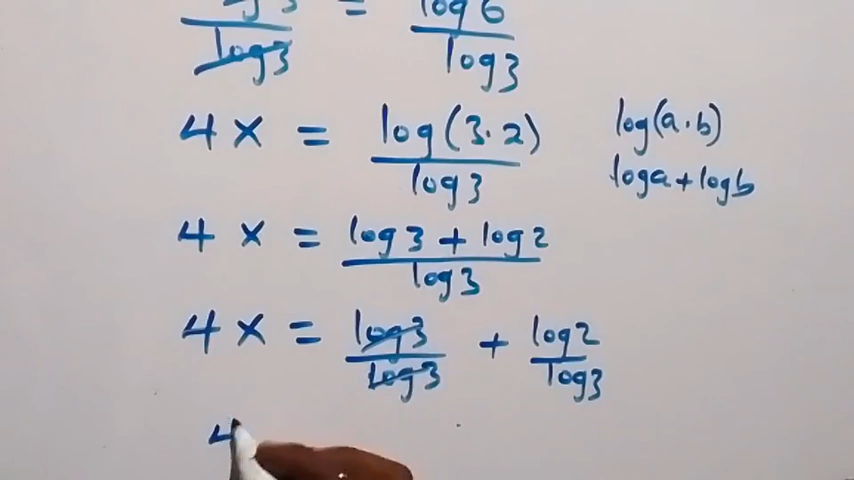 log3 = log6
log3 log3
4x = log(3·2) log(a·b)
log3 loga+logb
4x = log3 + log2
log3
4x = log3 + log2
log3 log3
4